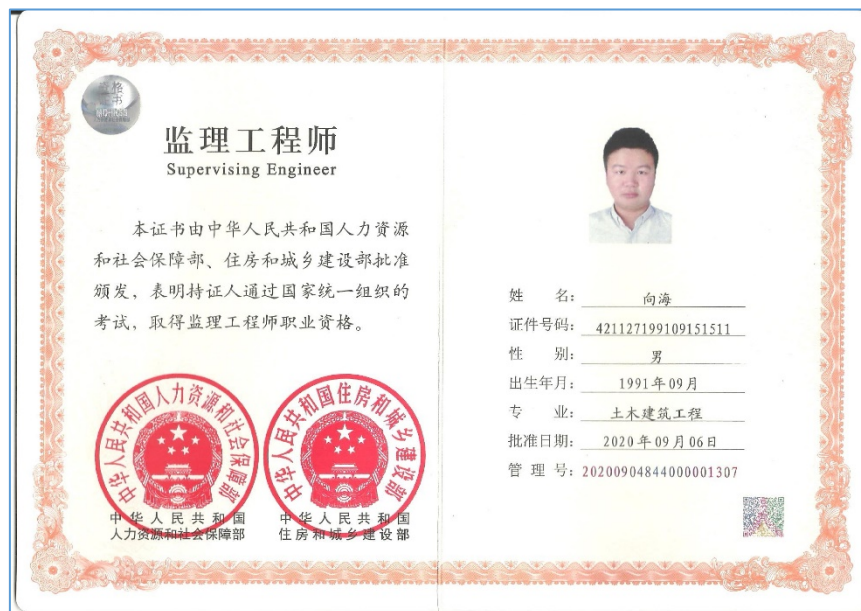 监理工程师
Supervising Engineer
本证书由中华人民共和国人力资源
和社会保障部、住房和城乡建设部批准
颁发，表明持证人通过国家统一组织的
考试，取得监理工程师职业资格。
中华人民共和国人力资源和社会保障部
中华人民共和国住房和城乡建设部
中华人民共和国
人力资源和社会保障部
中华人民共和国
住房和城乡建设部
姓 名： 向海
证件号码： 421127199109151511
性 别： 男
出生年月： 1991年09月
专 业： 土木建筑工程
批准日期： 2020年09月06日
管 理 号： 20200904844000001307